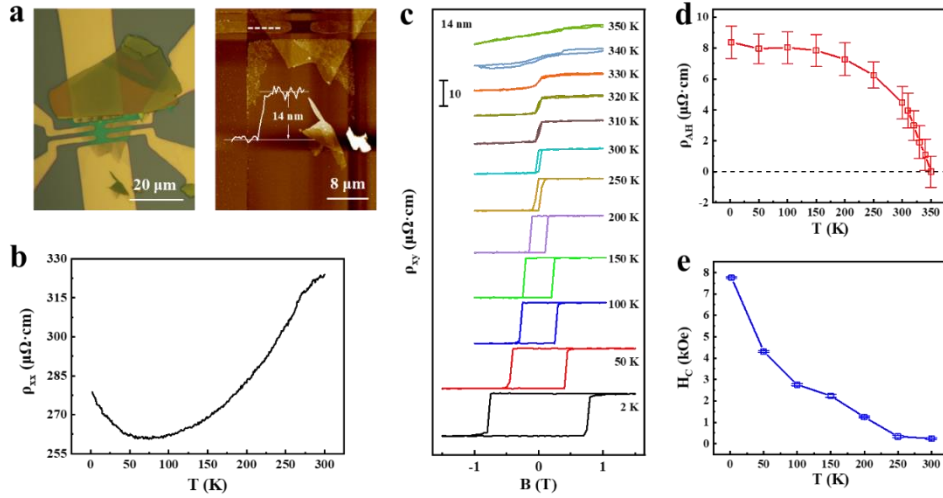 a
20 μm
14 nm
8 μm
b
ρxx (μΩ·cm)
330
315
300
285
270
255
0
50
100
150
200
250
300
T (K)
c
14 nm
10
350 K
340 K
330 K
320 K
310 K
300 K
250 K
200 K
150 K
100 K
50 K
2 K
ρxy (μΩ·cm)
-1
0
1
B (T)
d
ρAH (μΩ·cm)
10
8
6
4
2
0
-2
0
50
100
150
200
250
300
350
T (K)
e
HC (kOe)
8
7
6
5
4
3
2
1
0
0
50
100
150
200
250
300
T (K)